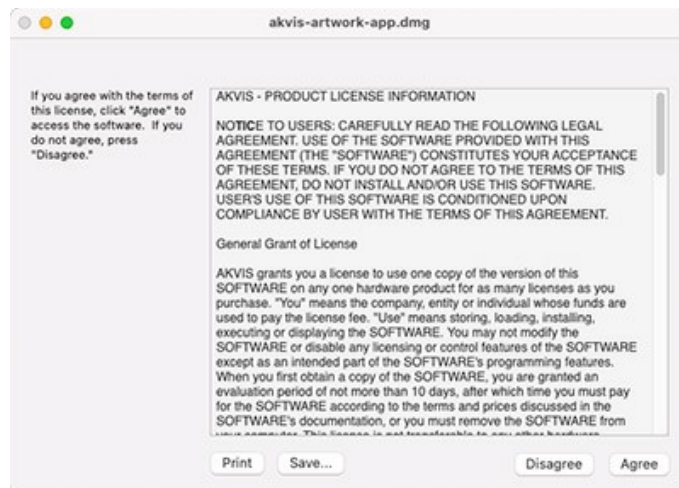 akvis-artwork-app.dmg
If you agree with the terms of
this license, click "Agree" to
access the software. If you
do not agree, press
"Disagree."
AKVIS - PRODUCT LICENSE INFORMATION
NOTICE TO USERS: CAREFULLY READ THE FOLLOWING LEGAL
AGREEMENT. USE OF THE SOFTWARE PROVIDED WITH THIS
AGREEMENT (THE "SOFTWARE") CONSTITUTES YOUR ACCEPTANCE
OF THESE TERMS. IF YOU DO NOT AGREE TO THE TERMS OF THIS
AGREEMENT, DO NOT INSTALL AND/OR USE THIS SOFTWARE.
USER'S USE OF THIS SOFTWARE IS CONDITIONED UPON
COMPLIANCE BY USER WITH THE TERMS OF THIS AGREEMENT.
General Grant of License
AKVIS grants you a license to use one copy of the version of this
SOFTWARE on any one hardware product for as many licenses as you
purchase. "You" means the company, entity or individual whose funds are
used to pay the license fee. "Use" means storing, loading, installing,
executing or displaying the SOFTWARE. You may not modify the
SOFTWARE or disable any licensing or control features of the SOFTWARE
except as an intended part of the SOFTWARE's programming features.
When you first obtain a copy of the SOFTWARE, you are granted an
evaluation period of not more than 10 days, after which time you must pay
for the SOFTWARE according to the terms and prices discussed in the
SOFTWARE's documentation, or you must remove the SOFTWARE from
your computer. This license is not transferable to any other hardware
Print
Save...
Disagree
Agree